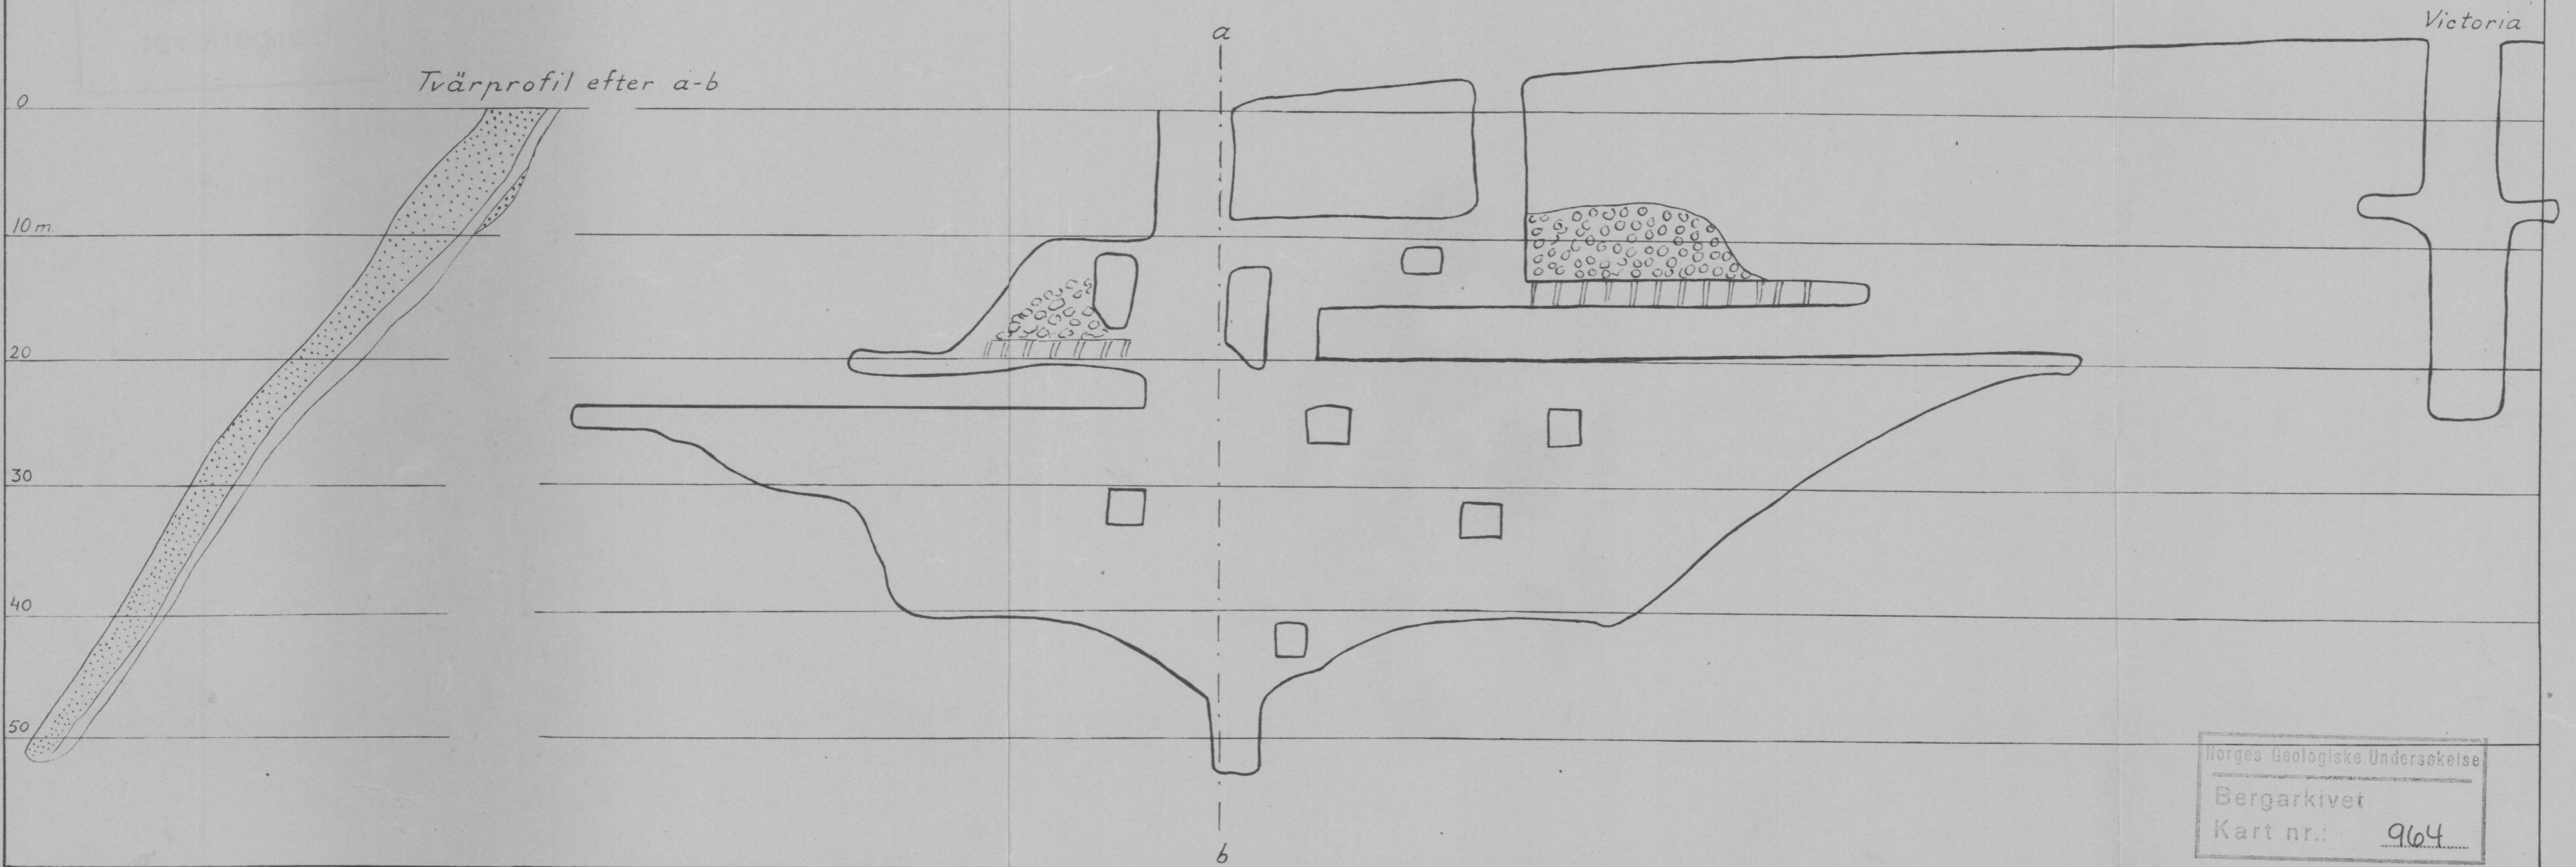 Victoria
a
Tvärprofil efter a-b
0
10 m.
20
30
40
50
b
Norges Geologiske Undersøkelse
Bergarkivet
Kart nr.: 964